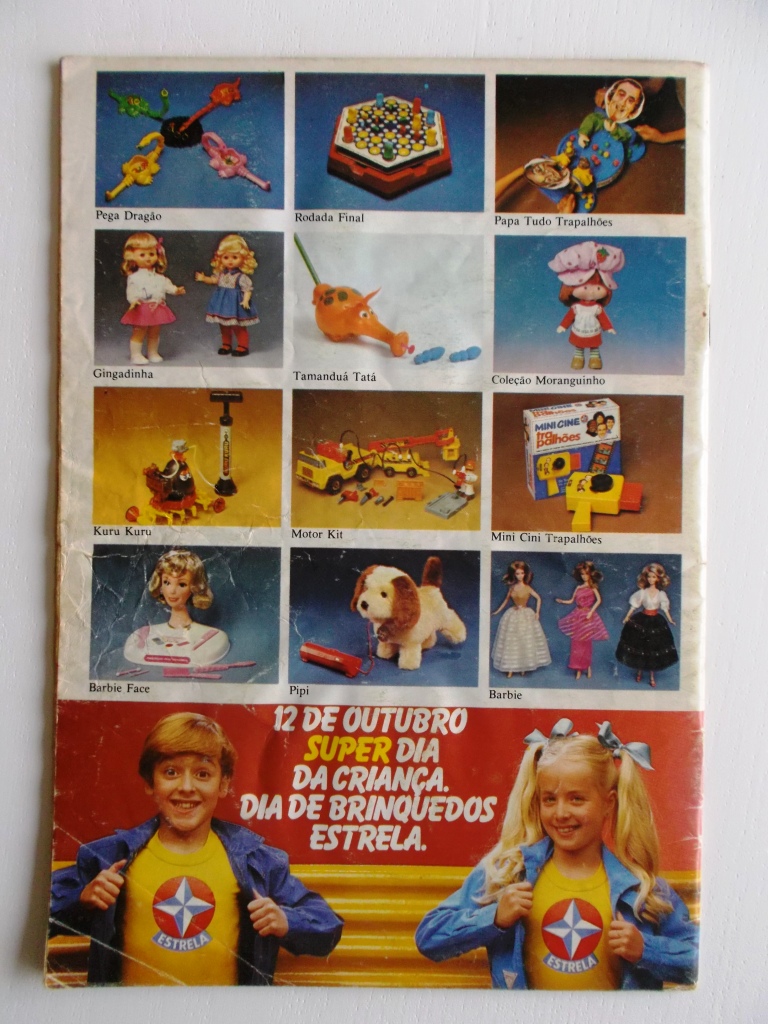 Pega Dragão
Rodada Final
Papa Tudo Trapalhões
Gingadinha
Tamanduá Tatá
Coleção Moranguinho
MINI CINE
trapalhões
Kuru Kuru
Motor Kit
Mini Cini Trapalhões
Barbie Face
Pipi
Barbie
12 DE OUTUBRO
SUPER DIA
DA CRIANÇA.
DIA DE BRINQUEDOS
ESTRELA.
ESTRELA
ESTRELA